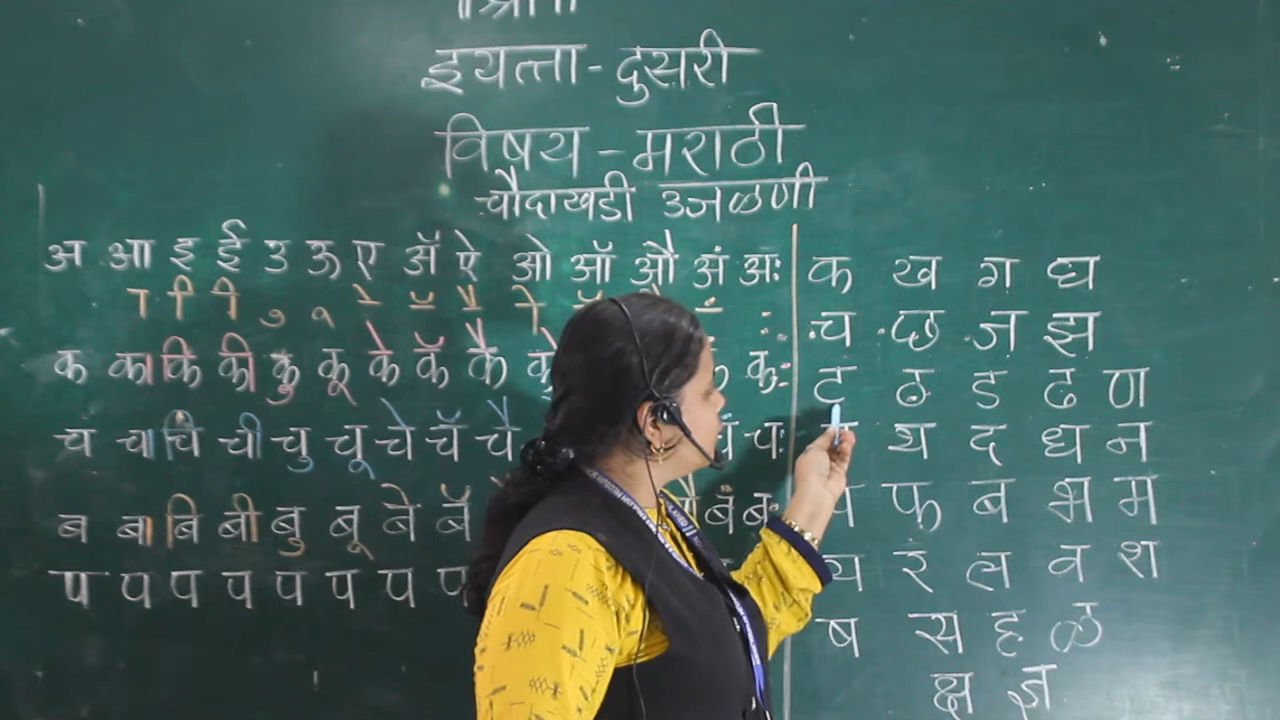 ॥श्री॥
इयत्ता - दुसरी
विषय - मराठी
चौदाखडी उजळणी
अ आ इ ई उ ऊ ए ॲ ऐ ओ ऑ औ अं अः
ा ि ी ु ू े ॅ ै ो
क का कि की कु कू के कॅ कै को कः
च चा चि ची चु चू चे चॅ चै चं चः
ब बा बि बी बु बू बे बॅ बं बः
प प प प प प प प
क ख ग घ
च छ ज झ
ट ठ ड ढ ण
थ द ध न
फ ब भ म
य र ल व श
ष स ह ळ
क्ष ज्ञ